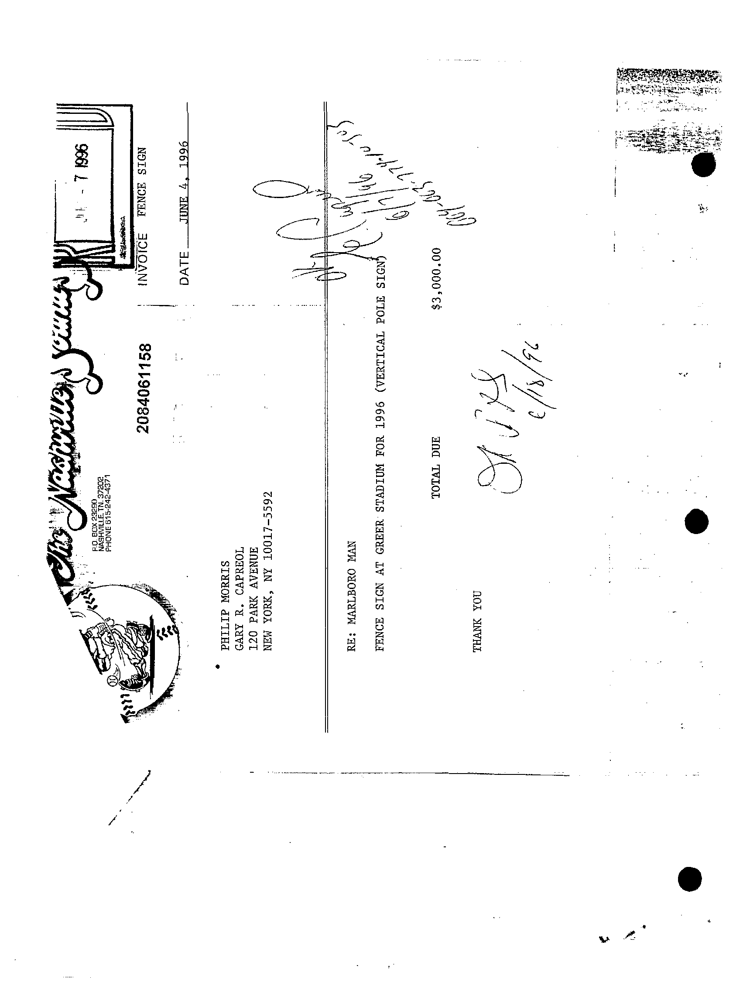 The Nashville Sounds
P.O. BOX 23290
NASHVILLE, TN. 37202
PHONE 615-242-4371
- 7 1996
INVOICE FENCE SIGN
2084061158
DATE JUNE 4, 1996
PHILIP MORRIS
GARY R. CAPREOL
120 PARK AVENUE
NEW YORK, NY 10017-5592
RE: MARLBORO MAN
FENCE SIGN AT GREER STADIUM FOR 1996 (VERTICAL POLE SIGN)
TOTAL DUE $3,000.00
THANK YOU
6/7/96
6/18/96